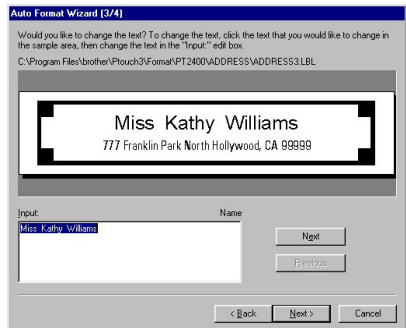 Auto Format Wizard (3/4)
Would you like to change the text? To change the text, click the text that you would like to change in
the sample area, then change the text in the "Input:" edit box.
C:\Program Files\brother\Ptouch3\Format\PT2400\ADDRESS\ADDRESS3.LBL
Miss Kathy Williams
777 Franklin Park North Hollywood, CA 99999
Input: Name
Miss Kathy Williams
Next
Previous
< Back Next > Cancel